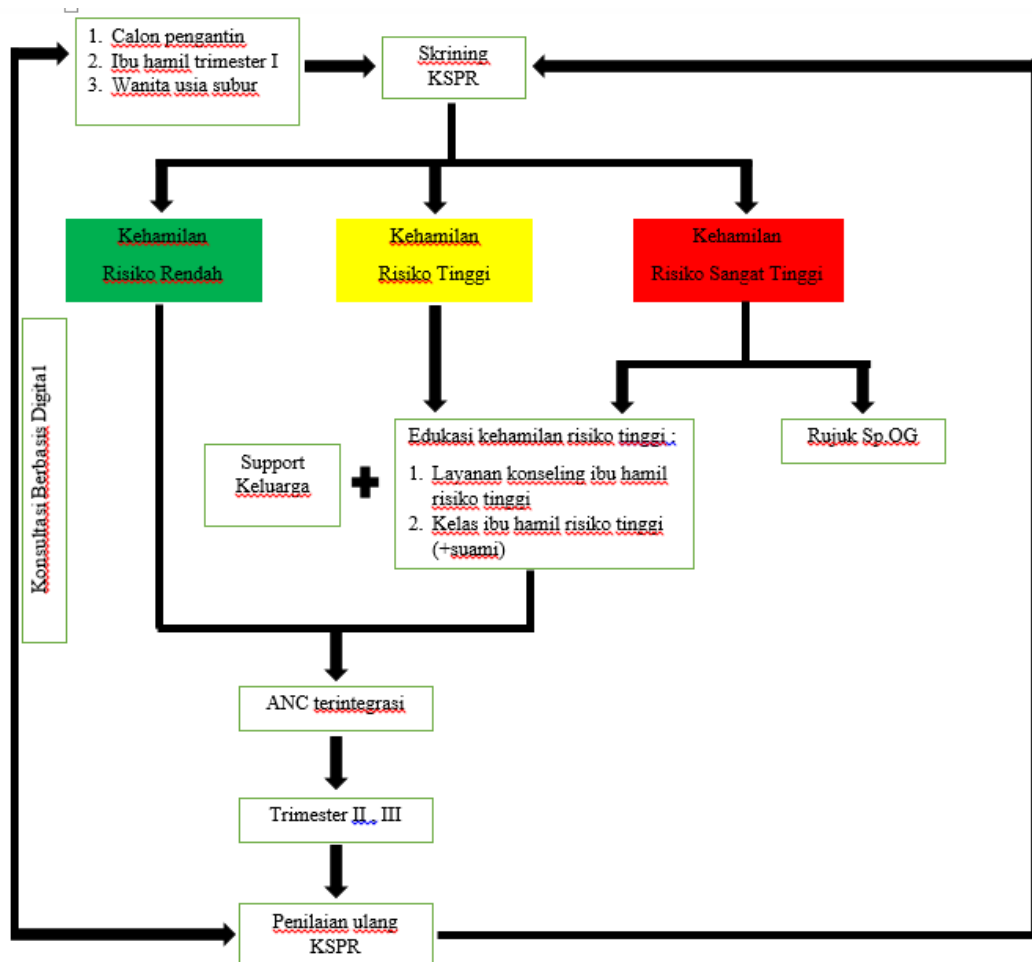 1. Calon pengantin
2. Ibu hamil trimester I
3. Wanita usia subur
Skrining
KSPR
Kehamilan
Risiko Rendah
Kehamilan
Risiko Tinggi
Kehamilan
Risiko Sangat Tinggi
Konsultasi Berbasis Digital
Support
Keluarga
Edukasi kehamilan risiko tinggi :
1. Layanan konseling ibu hamil
risiko tinggi
2. Kelas ibu hamil risiko tinggi
(+suami)
Rujuk Sp.OG
ANC terintegrasi
Trimester II , III
Penilaian ulang
KSPR